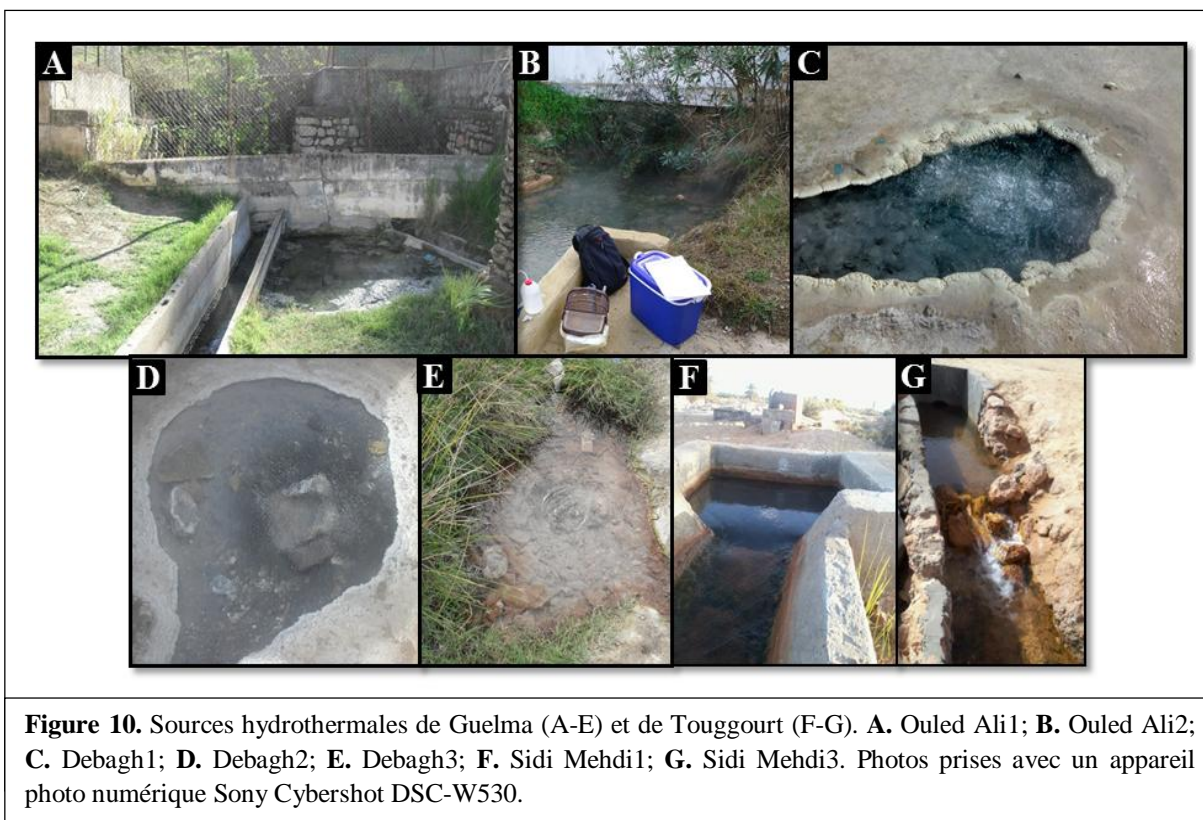 A
B
C
D
E
F
G
Figure 10. Sources hydrothermales de Guelma (A-E) et de Touggourt (F-G). A. Ouled Ali1; B. Ouled Ali2;
C. Debagh1; D. Debagh2; E. Debagh3; F. Sidi Mehdi1; G. Sidi Mehdi3. Photos prises avec un appareil
photo numérique Sony Cybershot DSC-W530.